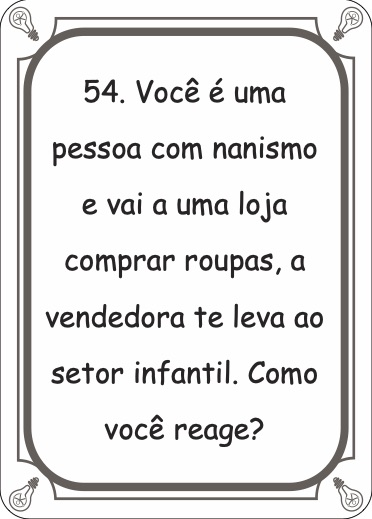 54. Você é uma
pessoa com nanismo
e vai a uma loja
comprar roupas, a
vendedora te leva ao
setor infantil. Como
você reage?